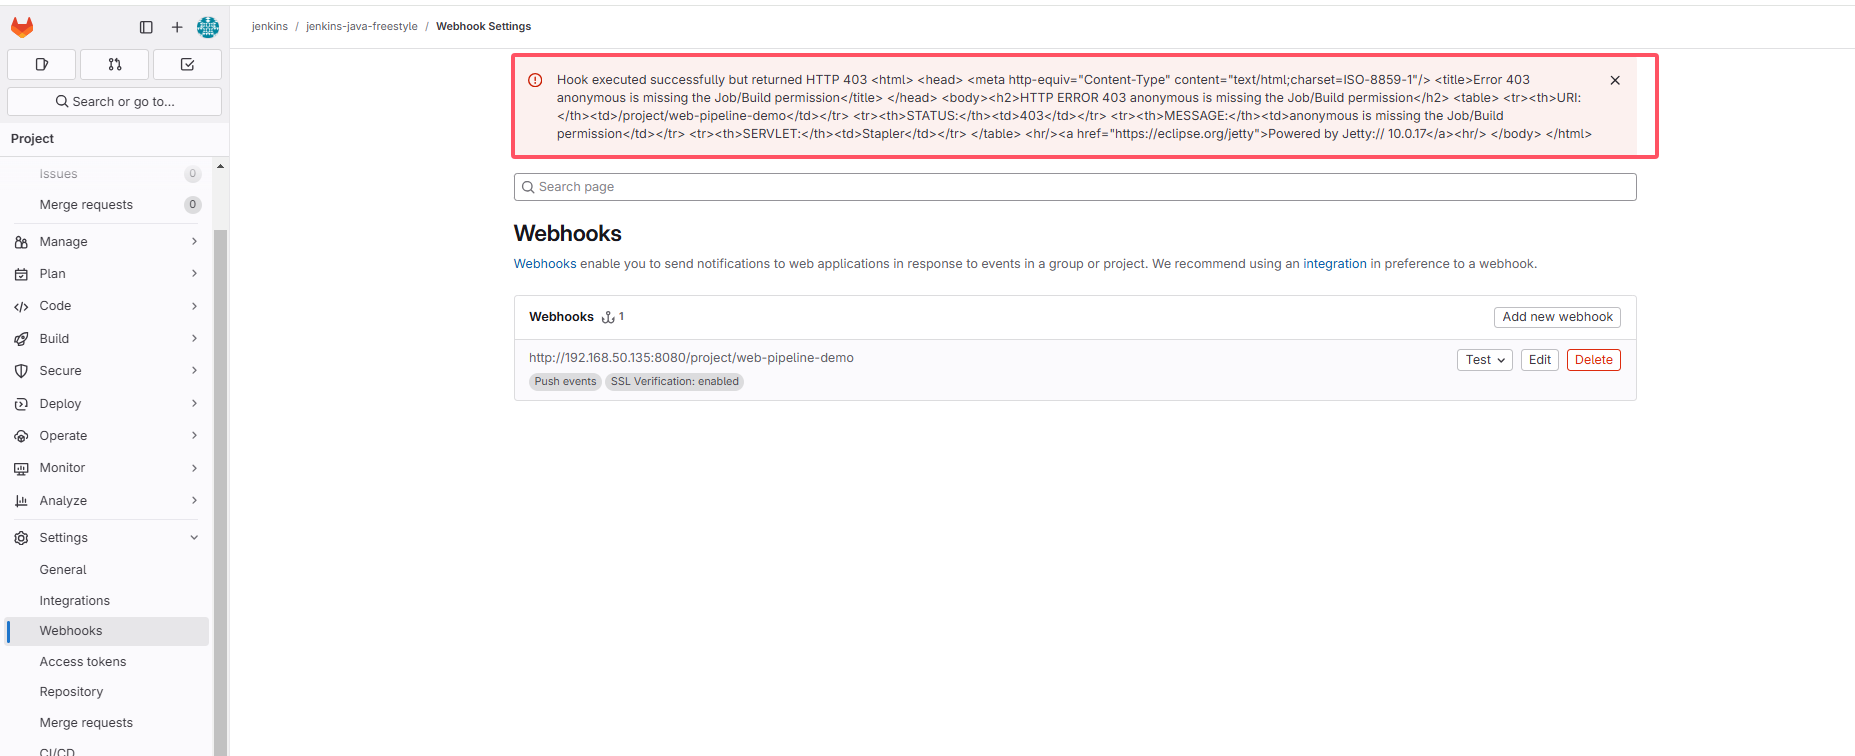 jenkins / jenkins-java-freestyle / Webhook Settings
Search or go to...
Project
Issues 0
Merge requests 0
Manage
Plan
Code
Build
Secure
Deploy
Operate
Monitor
Analyze
Settings
General
Integrations
Webhooks
Access tokens
Repository
Merge requests
CI/CD
Hook executed successfully but returned HTTP 403 <html> <head> <meta http-equiv="Content-Type" content="text/html;charset=ISO-8859-1"/> <title>Error 403
anonymous is missing the Job/Build permission</title> </head> <body><h2>HTTP ERROR 403 anonymous is missing the Job/Build permission</h2> <table> <tr><th>URI:
</th><td>/project/web-pipeline-demo</td></tr> <tr><th>STATUS:</th><td>403</td></tr> <tr><th>MESSAGE:</th><td>anonymous is missing the Job/Build
permission</td></tr> <tr><th>SERVLET:</th><td>Stapler</td></tr> </table> <hr/><a href="https://eclipse.org/jetty">Powered by Jetty:// 10.0.17</a><hr/> </body> </html>
Search page
Webhooks
Webhooks enable you to send notifications to web applications in response to events in a group or project. We recommend using an integration in preference to a webhook.
Webhooks 1
Add new webhook
http://192.168.50.135:8080/project/web-pipeline-demo
Test Edit Delete
Push events SSL Verification: enabled